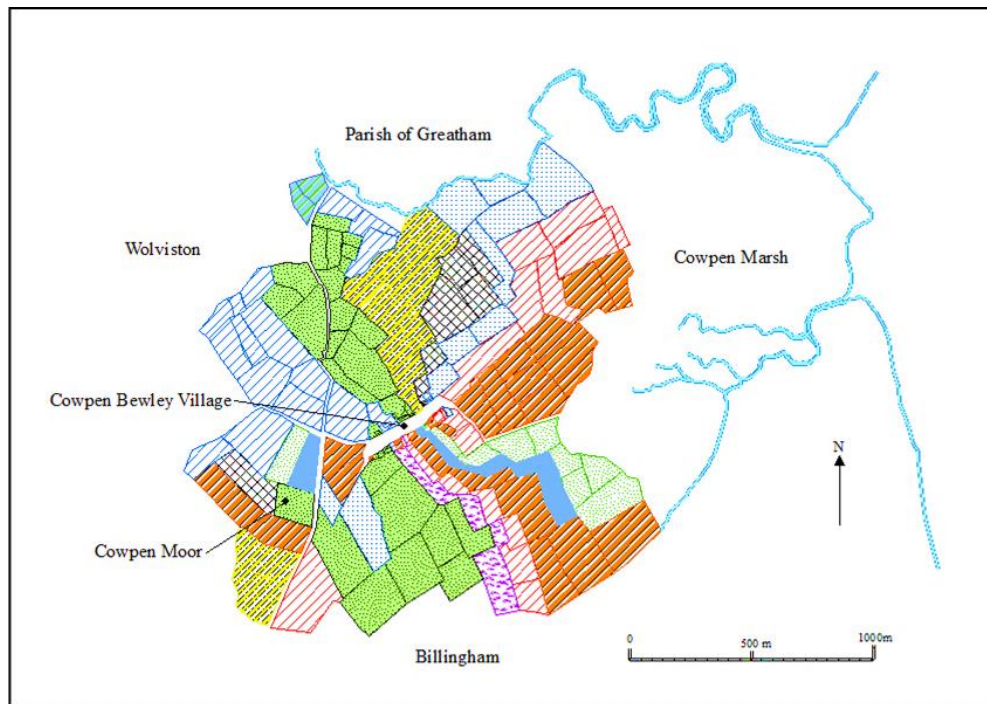 Parish of Greatham
Wolviston
Cowpen Marsh
Cowpen Bewley Village
N
Cowpen Moor
Billingham
0
500 m
1000m